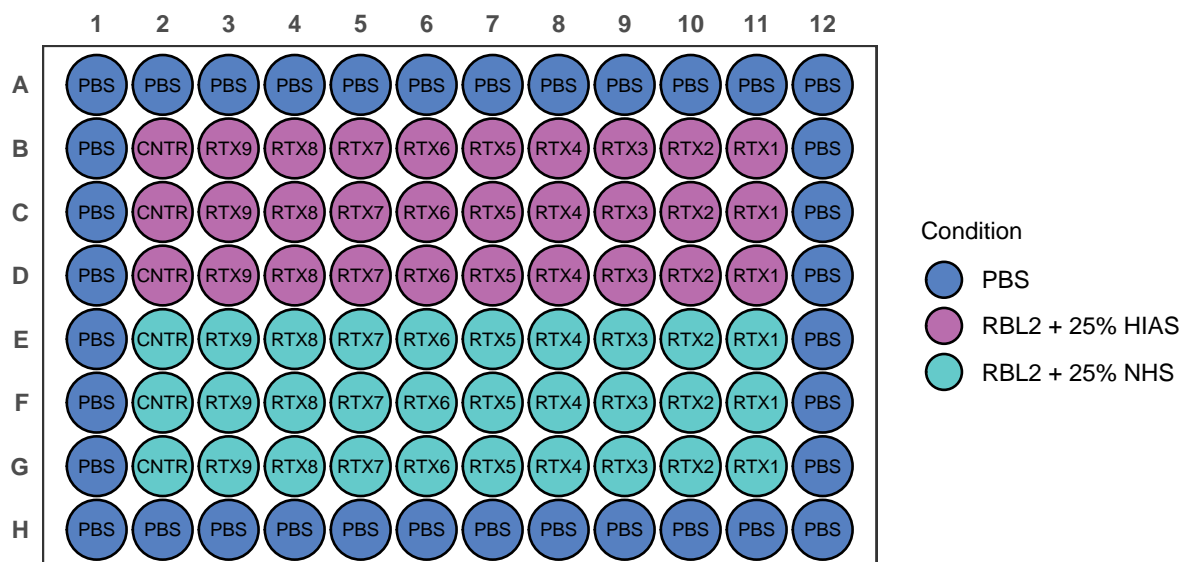 1 2 3 4 5 6 7 8 9 10 11 12
A PBS PBS PBS PBS PBS PBS PBS PBS PBS PBS PBS PBS
B PBS CNTR RTX9 RTX8 RTX7 RTX6 RTX5 RTX4 RTX3 RTX2 RTX1 PBS
C PBS CNTR RTX9 RTX8 RTX7 RTX6 RTX5 RTX4 RTX3 RTX2 RTX1 PBS
D PBS CNTR RTX9 RTX8 RTX7 RTX6 RTX5 RTX4 RTX3 RTX2 RTX1 PBS
E PBS CNTR RTX9 RTX8 RTX7 RTX6 RTX5 RTX4 RTX3 RTX2 RTX1 PBS
F PBS CNTR RTX9 RTX8 RTX7 RTX6 RTX5 RTX4 RTX3 RTX2 RTX1 PBS
G PBS CNTR RTX9 RTX8 RTX7 RTX6 RTX5 RTX4 RTX3 RTX2 RTX1 PBS
H PBS PBS PBS PBS PBS PBS PBS PBS PBS PBS PBS PBS
Condition
PBS
RBL2 + 25% HIAS
RBL2 + 25% NHS